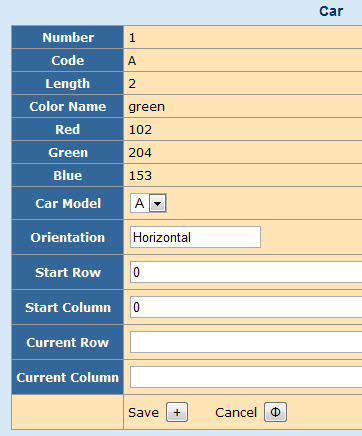 Car
Number 1
Code A
Length 2
Color Name green
Red 102
Green 204
Blue 153
Car Model A
Orientation Horizontal
Start Row 0
Start Column 0
Current Row
Current Column
Save + Cancel Φ